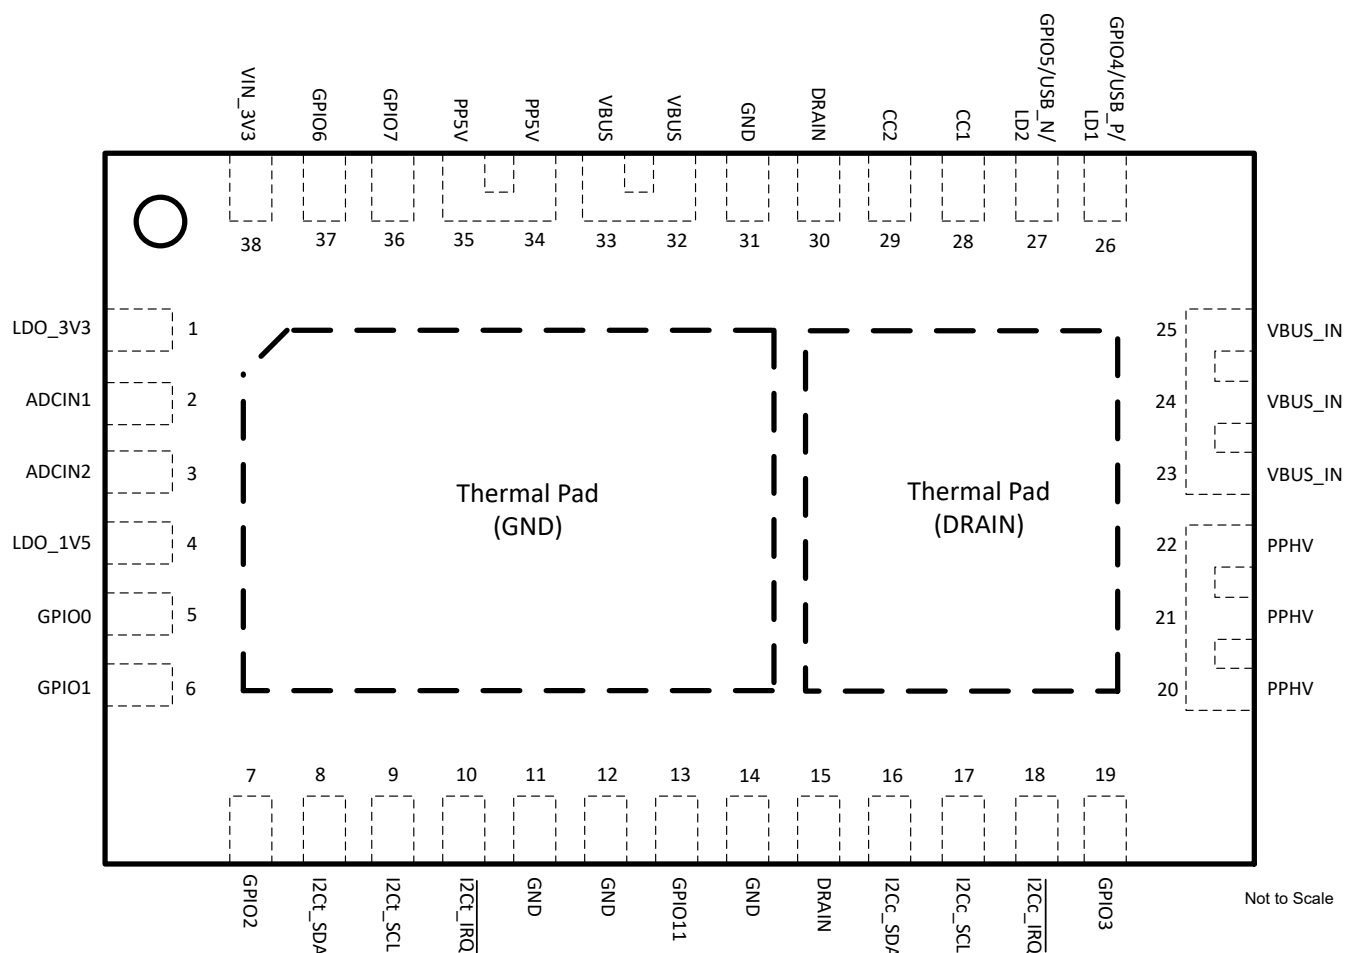 VIN_3V3
GPIO6
GPIO7
PP5V
PP5V
VBUS
VBUS
GND
DRAIN
CC2
CC1
GPIO5/USB_N/
LD2
GPIO4/USB_P/
LD1
38
37
36
35
34
33
32
31
30
29
28
27
26
LDO_3V3
1
ADCIN1
2
ADCIN2
3
LDO_1V5
4
GPIO0
5
GPIO1
6
Thermal Pad
(GND)
Thermal Pad
(DRAIN)
25
VBUS_IN
24
VBUS_IN
23
VBUS_IN
22
PPHV
21
PPHV
20
PPHV
7
8
9
10
11
12
13
14
15
16
17
18
19
GPIO2
I2Ct_SDA
I2Ct_SCL
I2Ct_IRQ
GND
GND
GPIO11
GND
DRAIN
I2Cc_SDA
I2Cc_SCL
I2Cc_IRQ
GPIO3
Not to Scale